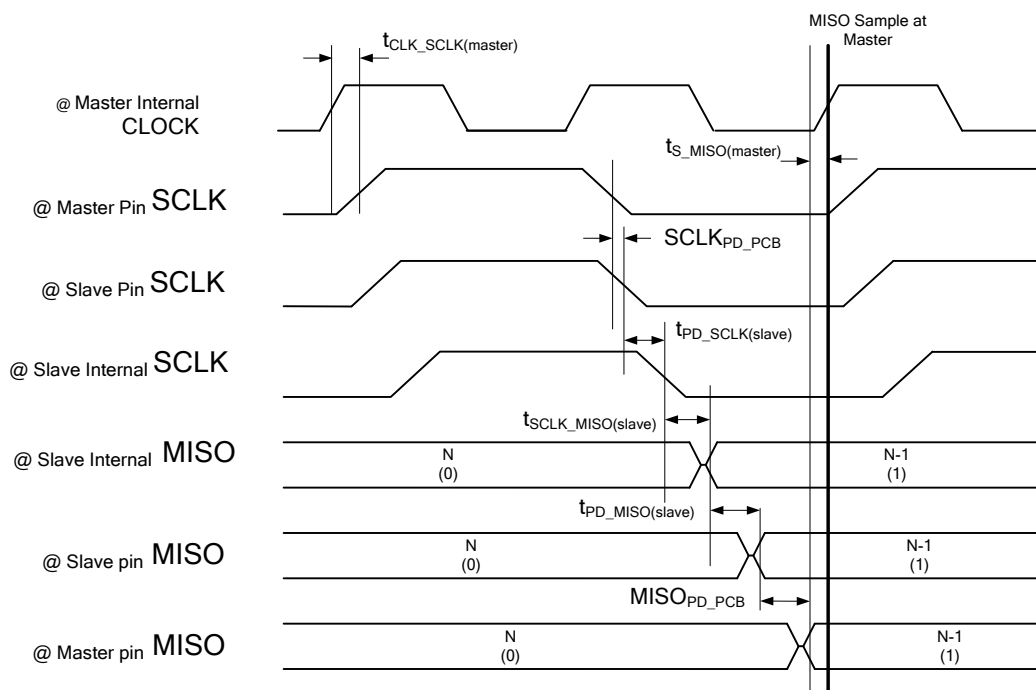 MISO Sample at
Master
tCLK_SCLK(master)
@ Master Internal
CLOCK
tS_MISO(master)
@ Master Pin SCLK
SCLKPD_PCB
@ Slave Pin SCLK
tPD_SCLK(slave)
@ Slave Internal SCLK
tSCLK_MISO(slave)
@ Slave Internal MISO
N
(0)
N-1
(1)
tPD_MISO(slave)
@ Slave pin MISO
N
(0)
N-1
(1)
MISOPD_PCB
@ Master pin MISO
N
(0)
N-1
(1)